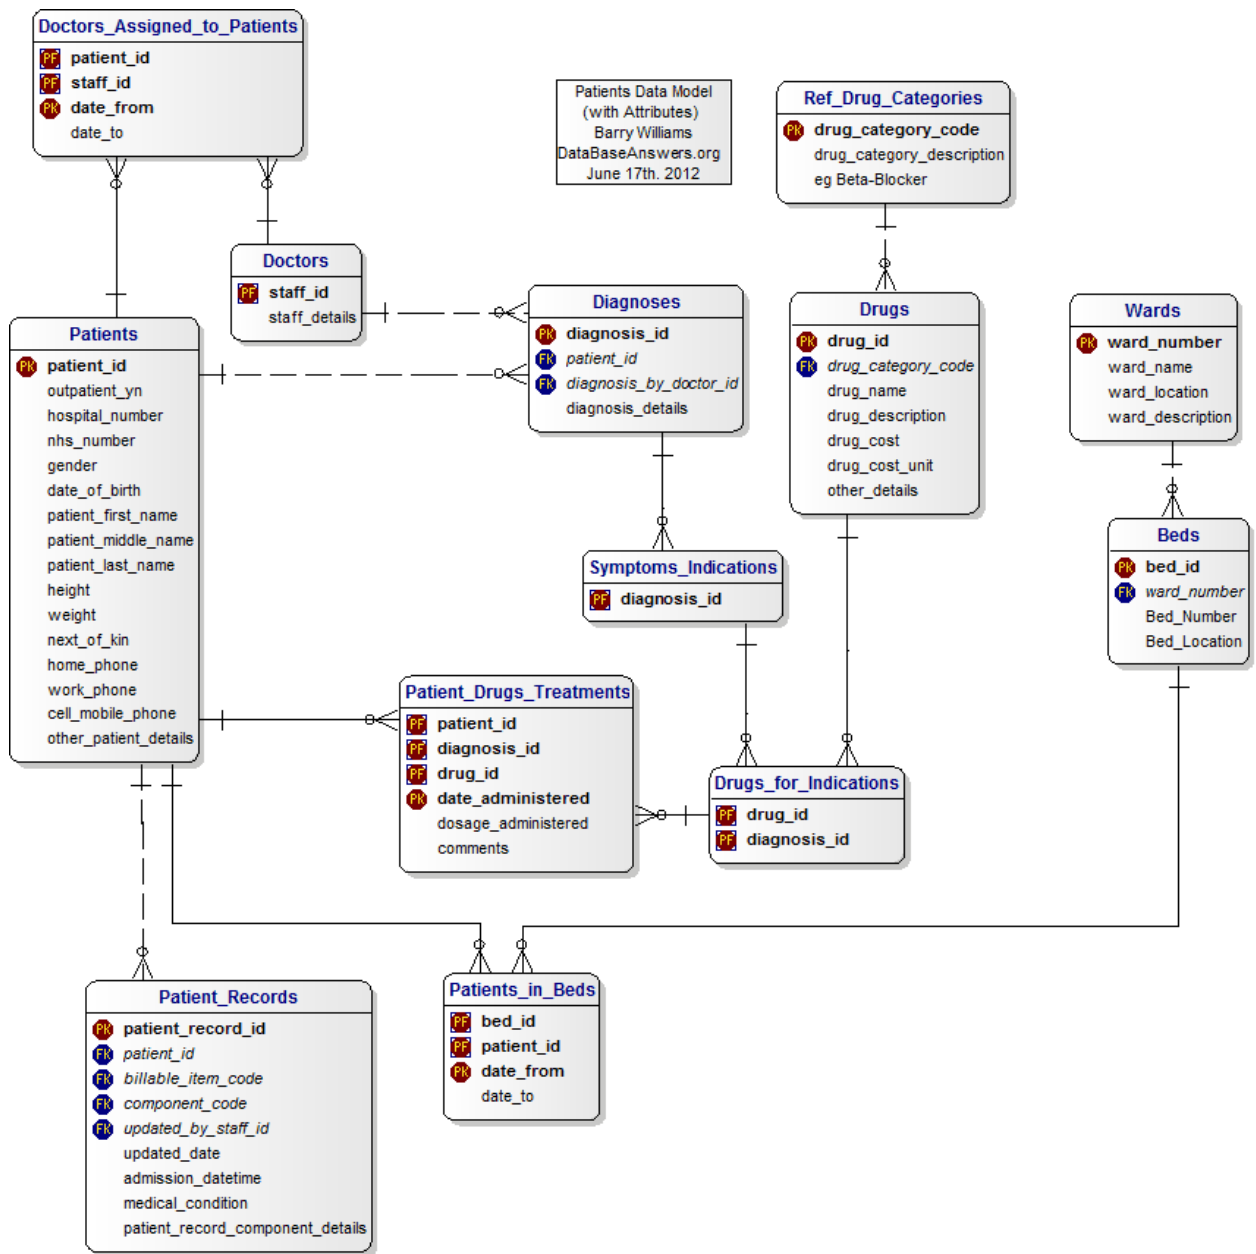 Doctors_Assigned_to_Patients
PF patient_id
PF staff_id
PK date_from
date_to
Patients Data Model
(with Attributes)
Barry Williams
DataBaseAnswers.org
June 17th. 2012
Ref_Drug_Categories
PK drug_category_code
drug_category_description
eg Beta-Blocker
Doctors
PF staff_id
staff_details
Diagnoses
PK diagnosis_id
FK patient_id
FK diagnosis_by_doctor_id
diagnosis_details
Drugs
PK drug_id
FK drug_category_code
drug_name
drug_description
drug_cost
drug_cost_unit
other_details
Wards
PK ward_number
ward_name
ward_location
ward_description
Patients
PK patient_id
outpatient_yn
hospital_number
nhs_number
gender
date_of_birth
patient_first_name
patient_middle_name
patient_last_name
height
weight
next_of_kin
home_phone
work_phone
cell_mobile_phone
other_patient_details
Symptoms_Indications
PF diagnosis_id
Beds
PK bed_id
FK ward_number
Bed_Number
Bed_Location
Patient_Drugs_Treatments
PF patient_id
PF diagnosis_id
PF drug_id
PK date_administered
dosage_administered
comments
Drugs_for_Indications
PF drug_id
PF diagnosis_id
Patient_Records
PK patient_record_id
FK patient_id
FK billable_item_code
FK component_code
FK updated_by_staff_id
updated_date
admission_datetime
medical_condition
patient_record_component_details
Patients_in_Beds
PF bed_id
PF patient_id
PK date_from
date_to